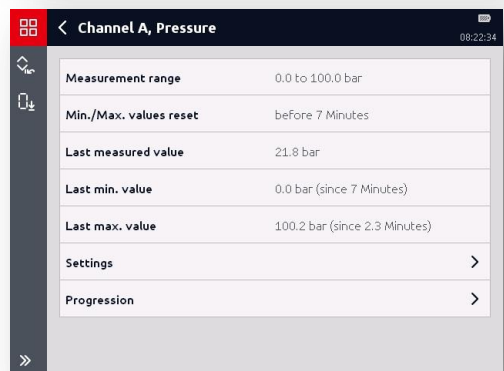 Channel A, Pressure
08:22:34
Measurement range 0.0 to 100.0 bar
Min./Max. values reset before 7 Minutes
Last measured value 21.8 bar
Last min. value 0.0 bar (since 7 Minutes)
Last max. value 100.2 bar (since 2.3 Minutes)
Settings
Progression